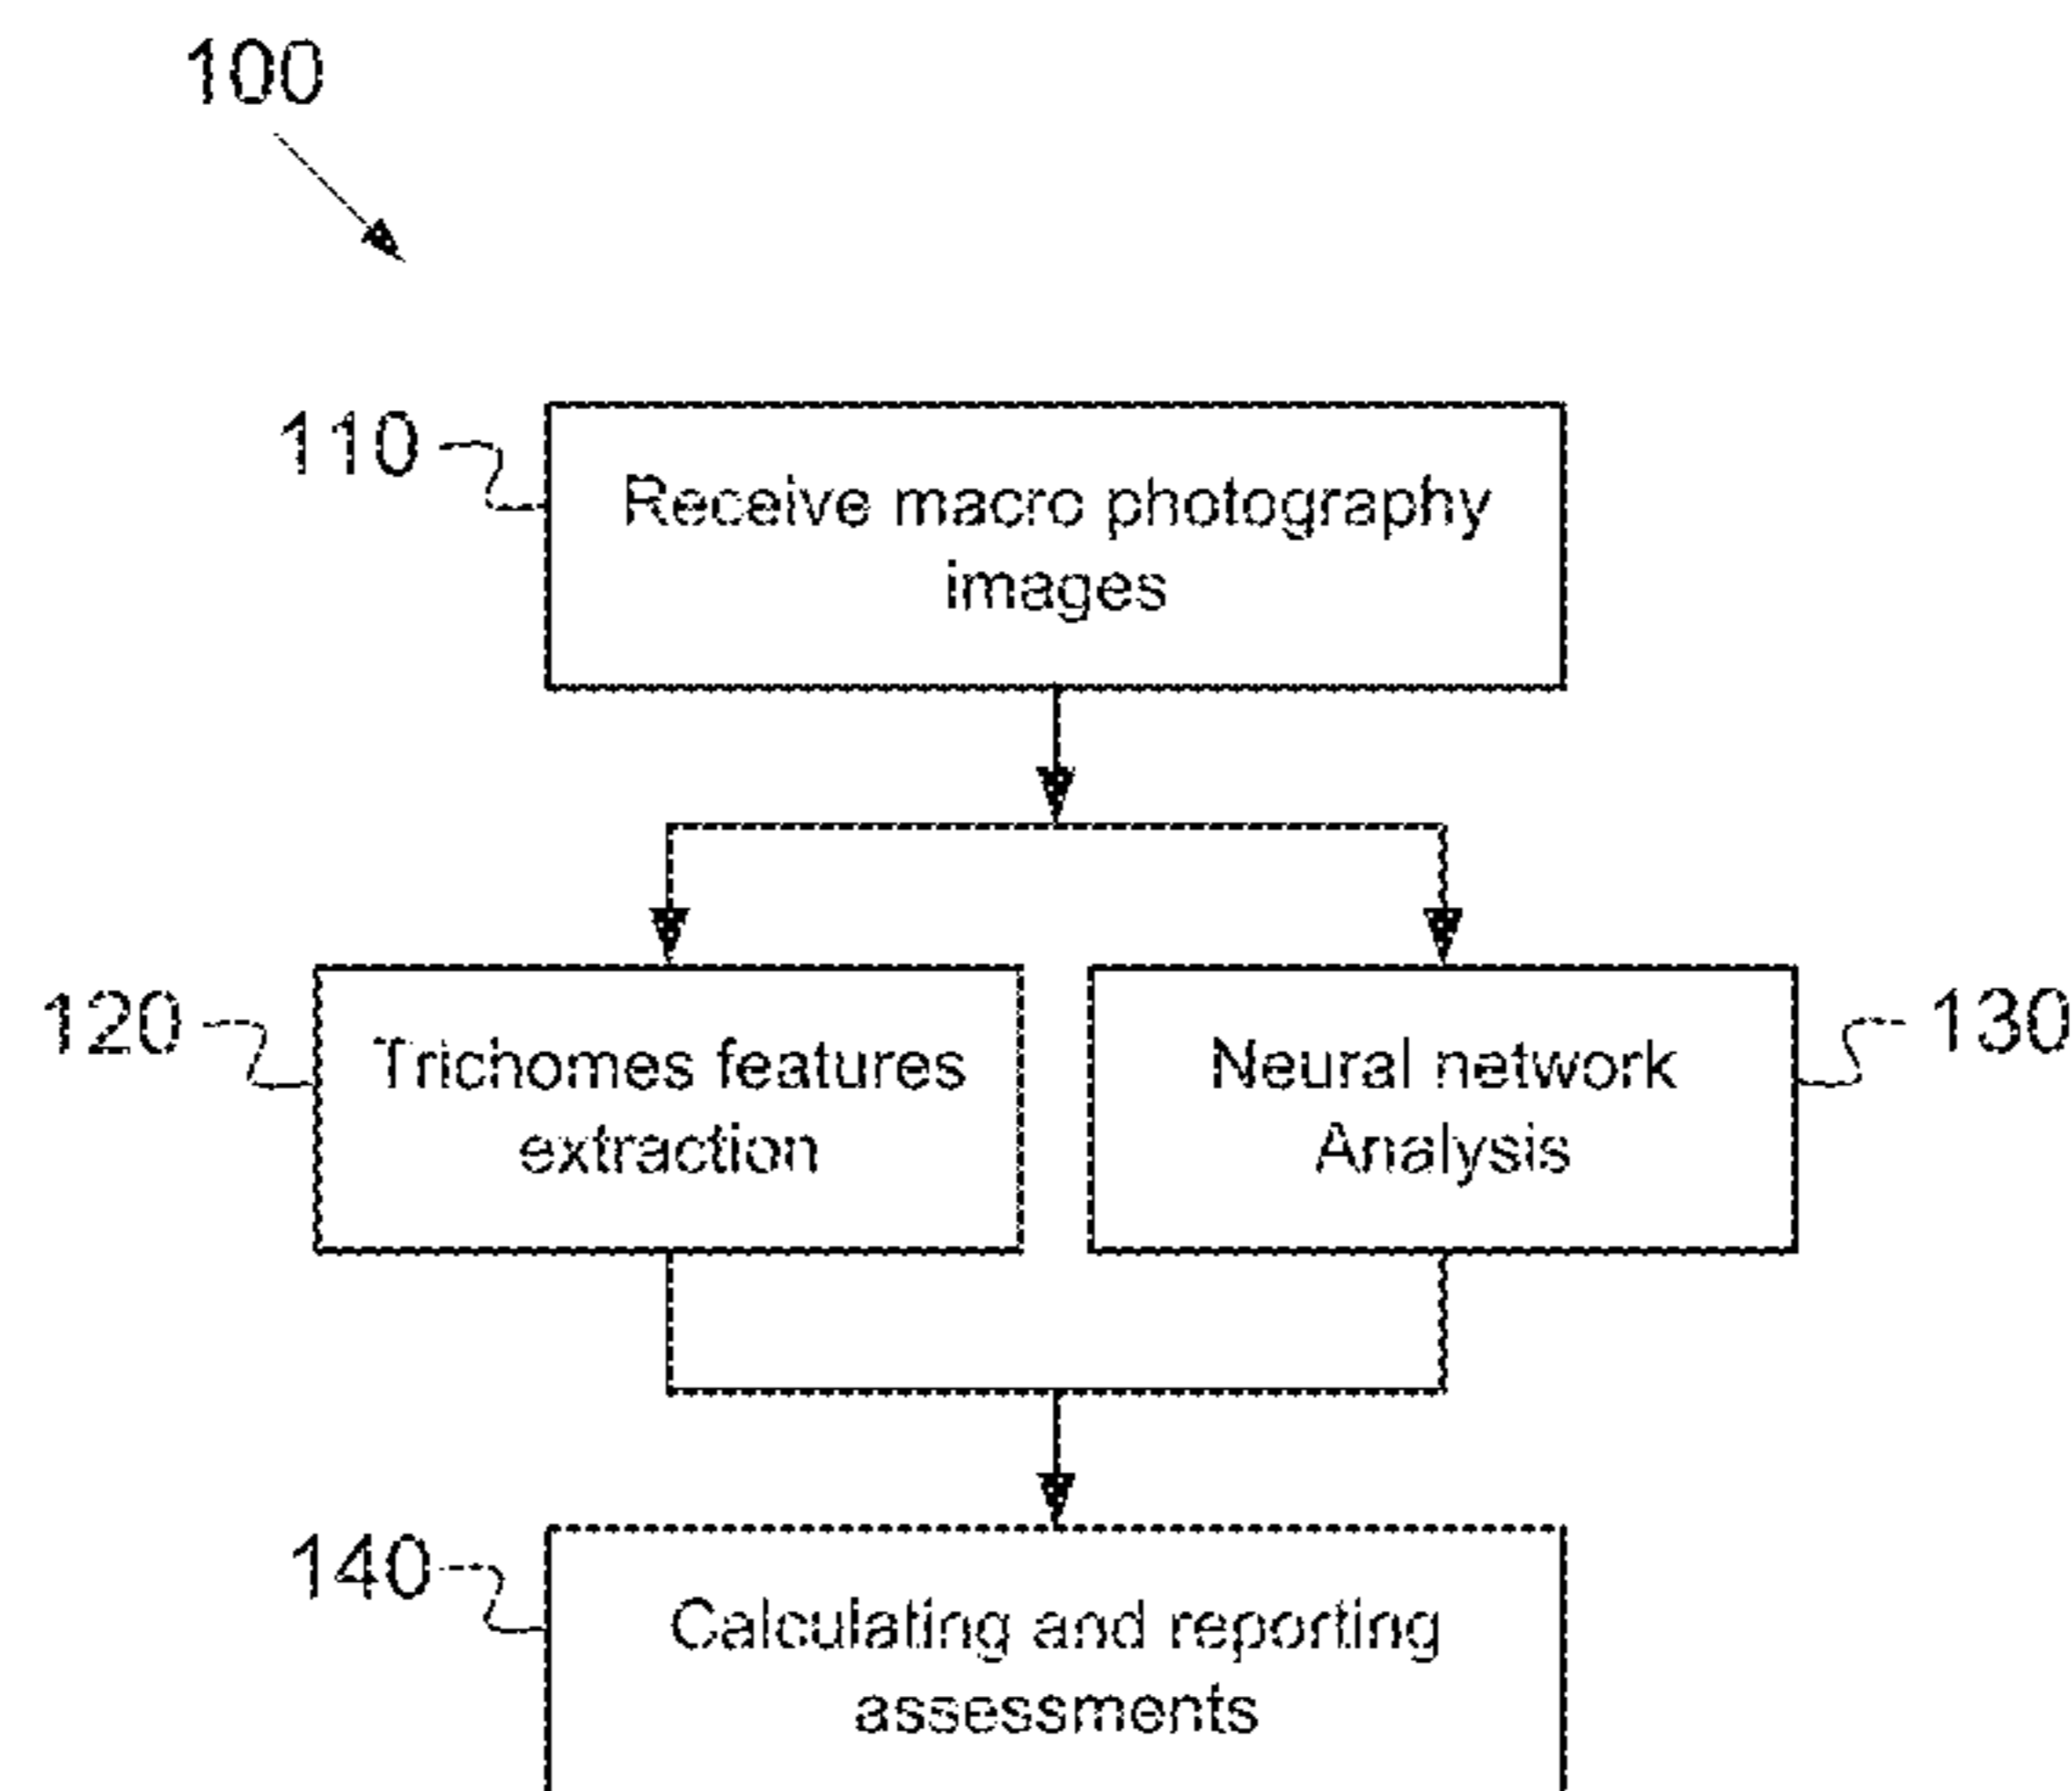 100
110
Receive macro photography
images
120
Trichomes features
extraction
Neural network
Analysis
130
140
Calculating and reporting
assessments